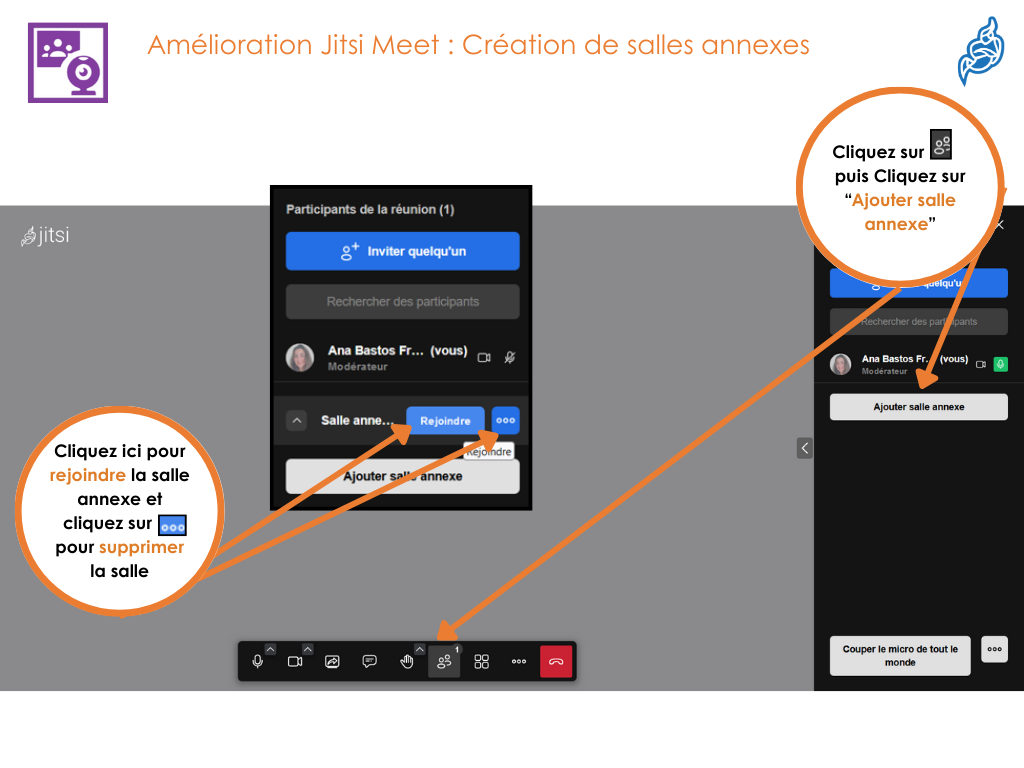 Amélioration Jitsi Meet : Création de salles annexes
Cliquez sur
puis Cliquez sur
“Ajouter salle
annexe”
jitsi
Participants de la réunion (1)
Inviter quelqu'un
Rechercher des participants
Ana Bastos Fr... (vous)
Modérateur
Salle anne...
Rejoindre
Rejoindre
Ajouter salle annexe
quelqu'u
Rechercher des participants
Ana Bastos Fr... (vous)
Modérateur
Ajouter salle annexe
Cliquez ici pour
rejoindre la salle
annexe et
cliquez sur
pour supprimer
la salle
1
Couper le micro de tout le
monde